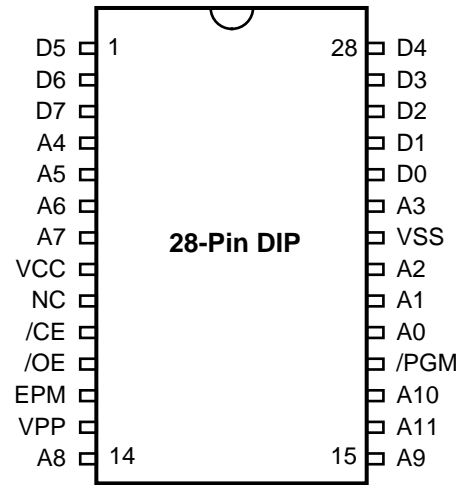 D5 1 28 D4
D6 D3
D7 D2
A4 D1
A5 D0
A6 A3
A7 28-Pin DIP VSS
VCC A2
NC A1
/CE A0
/OE /PGM
EPM A10
VPP A11
A8 14 15 A9